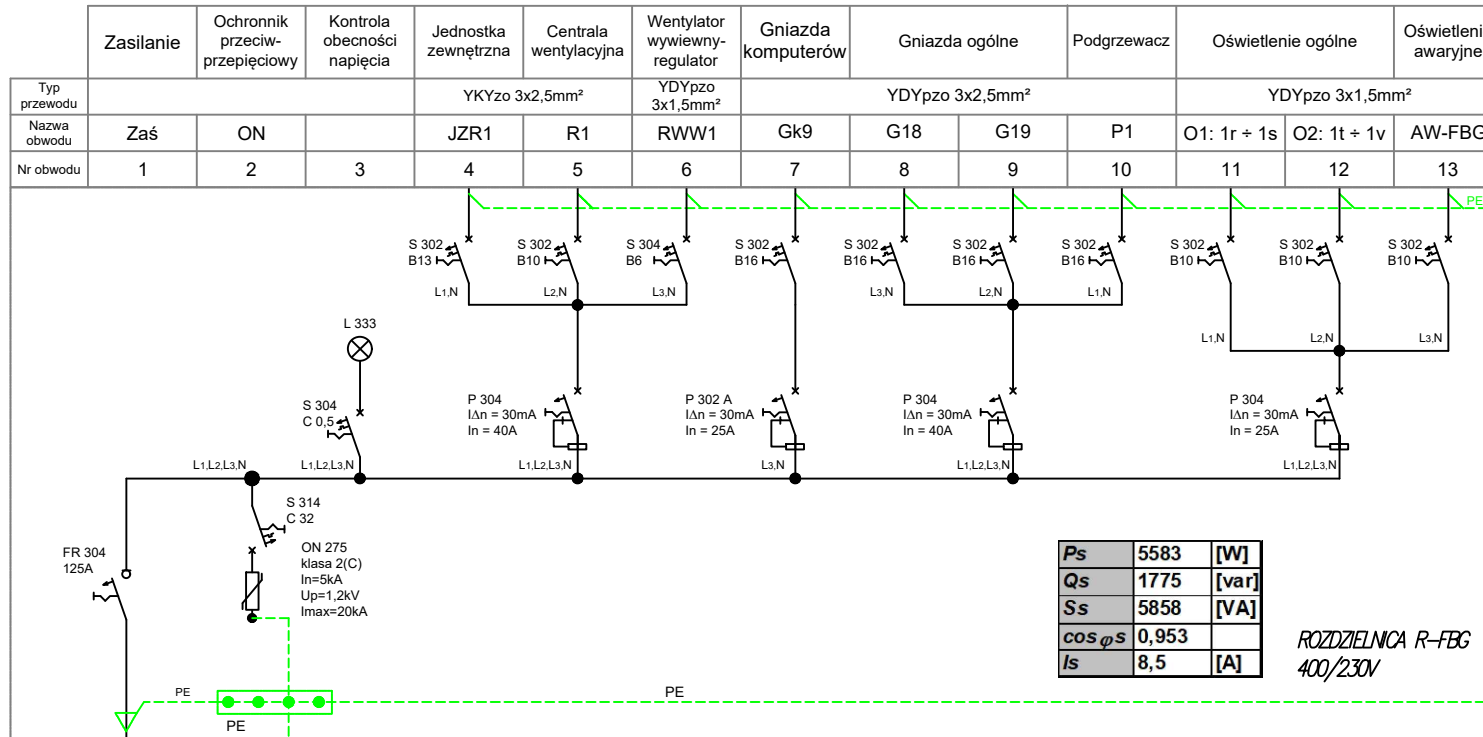 Zasilanie
Ochronnik
przeciw-
przepięciowy
Kontrola
obecności
napięcia
Jednostka
zewnętrzna
Centrala
wentylacyjna
Wentylator
wywiewny-
regulator
Gniazda
komputerów
Gniazda ogólne
Podgrzewacz
Oświetlenie ogólne
Oświetleni
awaryjne
Typ
przewodu
YKYzo 3x2,5mm²
YDYpzo
3x1,5mm²
YDYpzo 3x2,5mm²
YDYpzo 3x1,5mm²
Nazwa
obwodu
Zaś
ON
JZR1
R1
RWW1
Gk9
G18
G19
P1
O1: 1r ÷ 1s
O2: 1t ÷ 1v
AW-FBG
Nr obwodu
1
2
3
4
5
6
7
8
9
10
11
12
13
PE
S 302
B13
S 302
B10
S 304
B6
S 302
B16
S 302
B16
S 302
B16
S 302
B16
S 302
B10
S 302
B10
S 302
B10
L1,N
L2,N
L3,N
L3,N
L2,N
L1,N
L1,N
L2,N
L3,N
L 333
S 304
C 0,5
P 304
I∆n = 30mA
In = 40A
P 302 A
I∆n = 30mA
In = 25A
P 304
I∆n = 30mA
In = 40A
P 304
I∆n = 30mA
In = 25A
L1,L2,L3,N
L1,L2,L3,N
L1,L2,L3,N
L3,N
L1,L2,L3,N
L1,L2,L3,N
S 314
C 32
FR 304
125A
ON 275
klasa 2(C)
In=5kA
Up=1,2kV
Imax=20kA
Ps 5583 [W]
Qs 1775 [var]
Ss 5858 [VA]
cosφs 0,953
Is 8,5 [A]
ROZDZIELNICA R-FBG
400/230V
PE
PE
PE